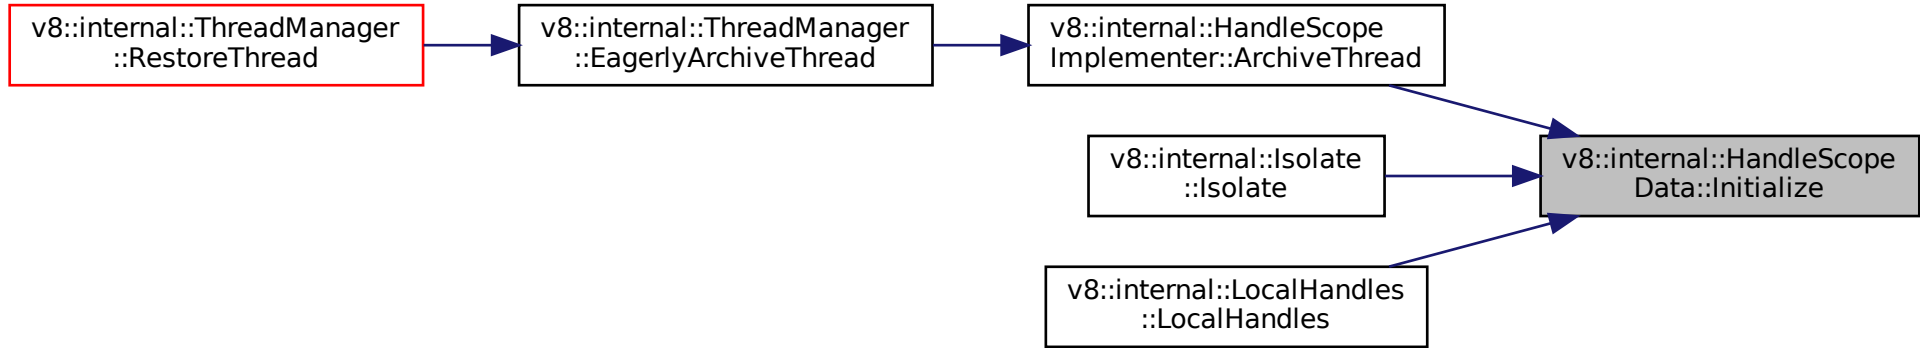 v8::internal::ThreadManager
::RestoreThread
v8::internal::ThreadManager
::EagerlyArchiveThread
v8::internal::HandleScope
Implementer::ArchiveThread
v8::internal::Isolate
::Isolate
v8::internal::LocalHandles
::LocalHandles
v8::internal::HandleScope
Data::Initialize